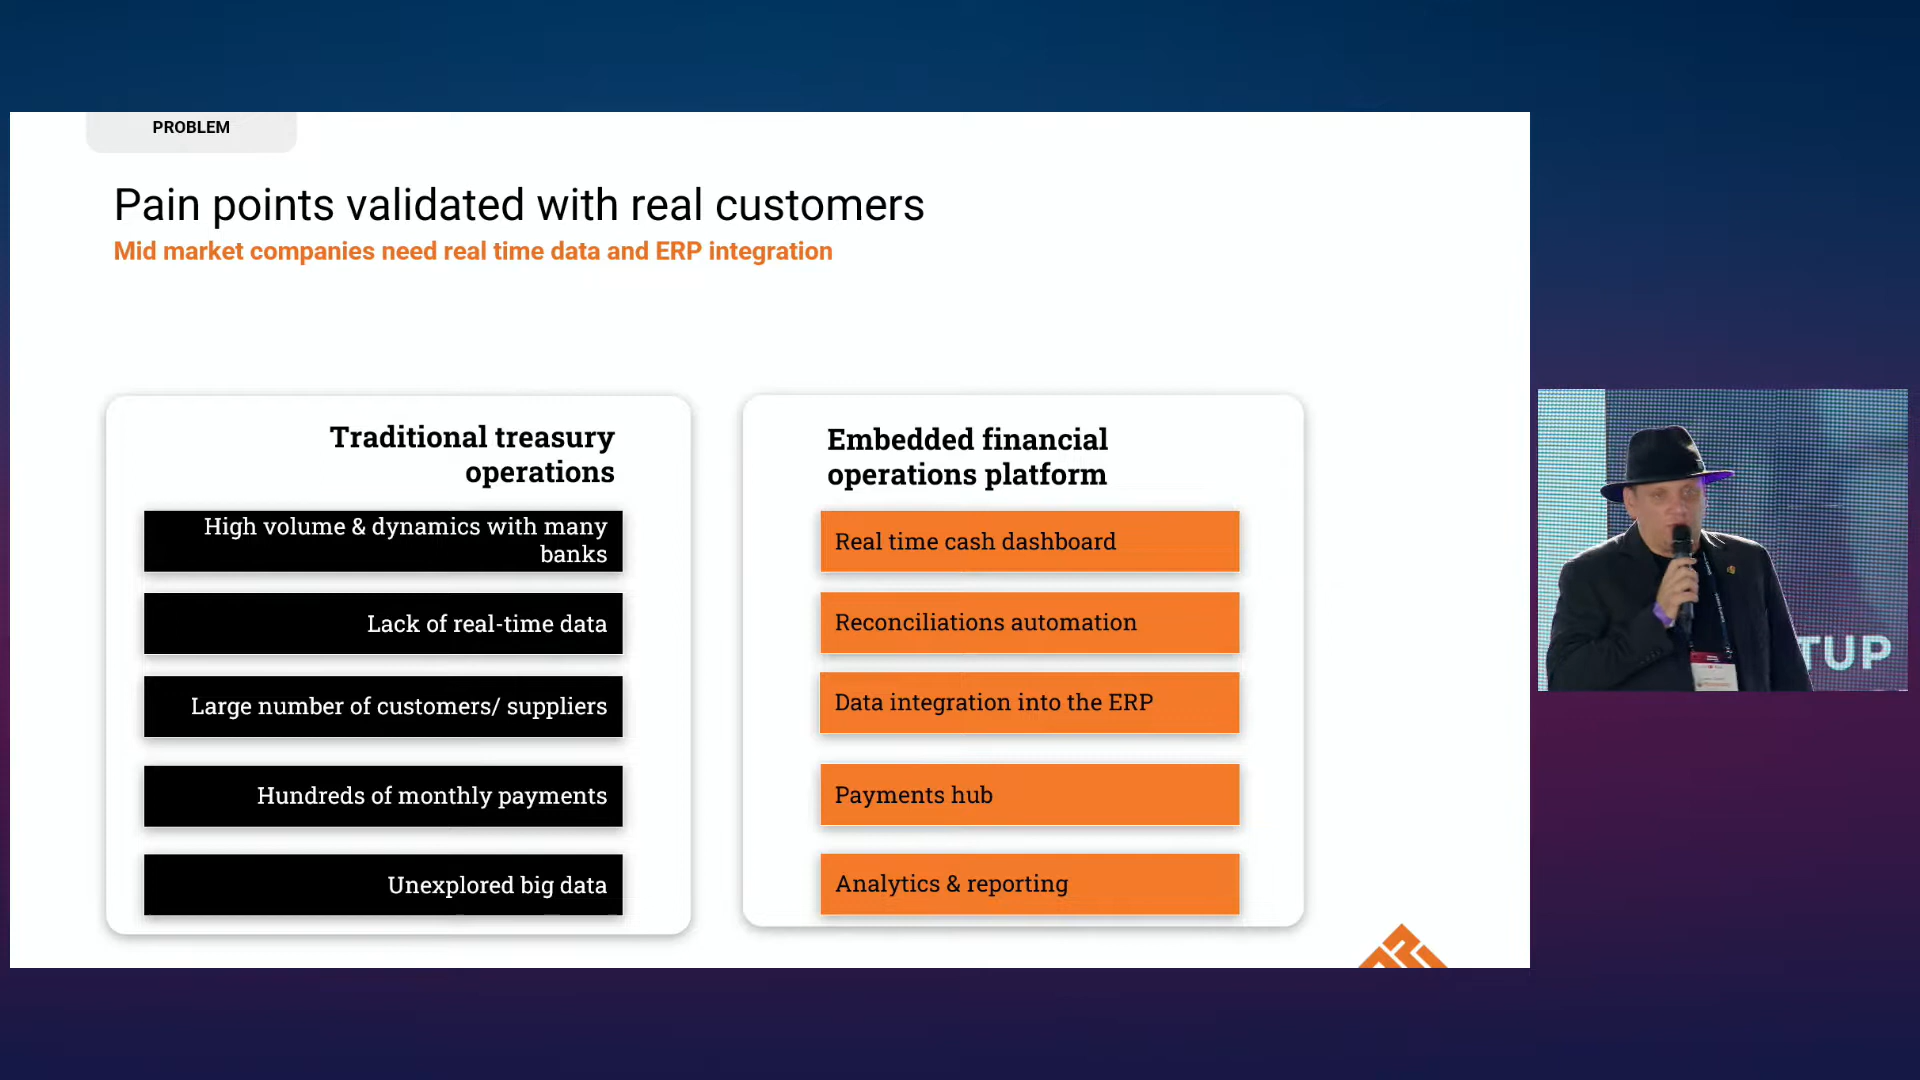 PROBLEM
Pain points validated with real customers
Mid market companies need real time data and ERP integration
Traditional treasury
operations
High volume & dynamics with many
banks
Lack of real-time data
Large number of customers/ suppliers
Hundreds of monthly payments
Unexplored big data
Embedded financial
operations platform
Real time cash dashboard
Reconciliations automation
Data integration into the ERP
Payments hub
Analytics & reporting
TUP